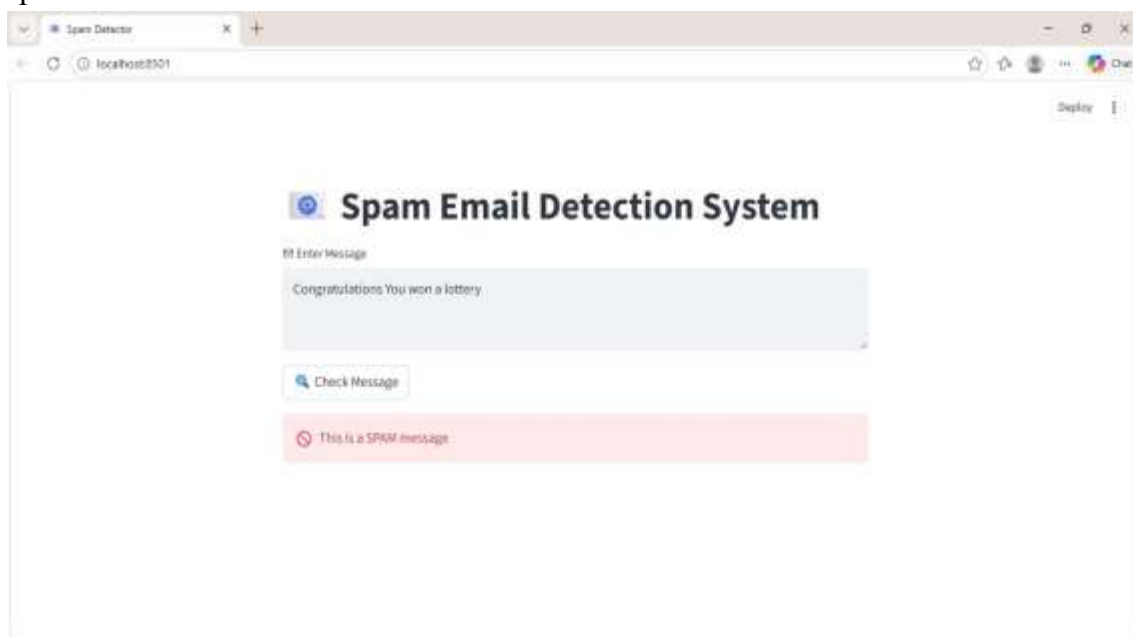 Spam Detector
localhost:8501
Chat
Deploy
Spam Email Detection System
Enter Message
Congratulations You won a lottery
Check Message
This is a SPAM message